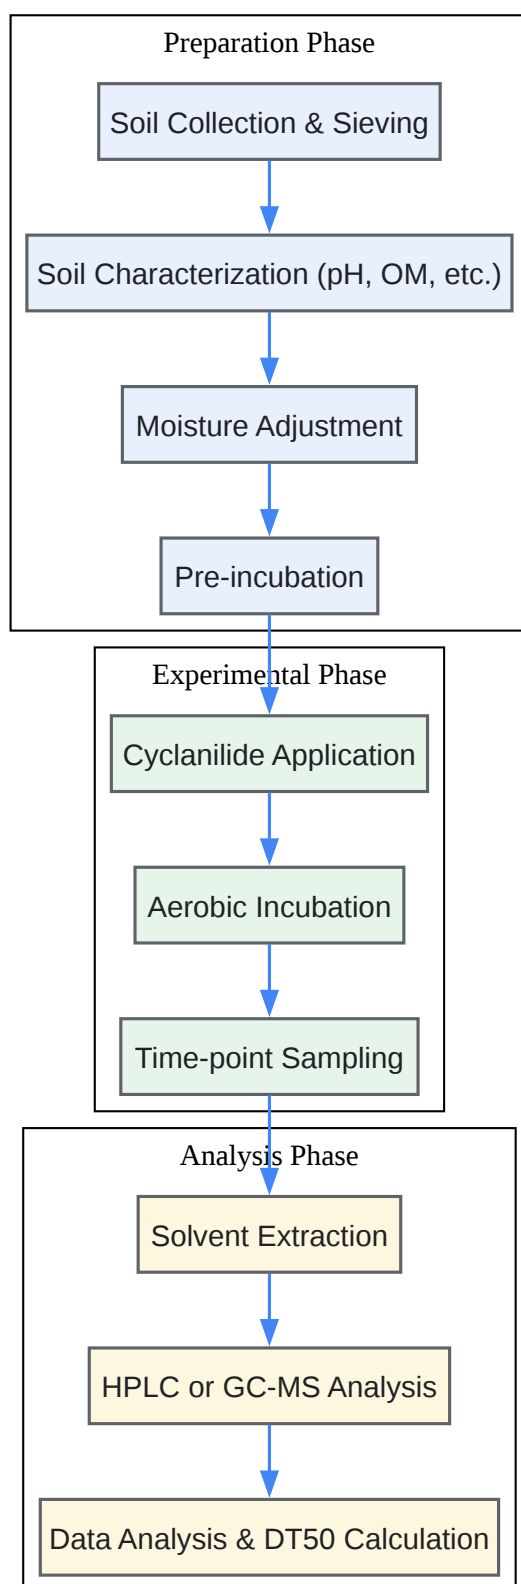 Preparation Phase
Soil Collection & Sieving
Soil Characterization (pH, OM, etc.)
Moisture Adjustment
Pre-incubation
Experimental Phase
Cyclanilide Application
Aerobic Incubation
Time-point Sampling
Analysis Phase
Solvent Extraction
HPLC or GC-MS Analysis
Data Analysis & DT50 Calculation